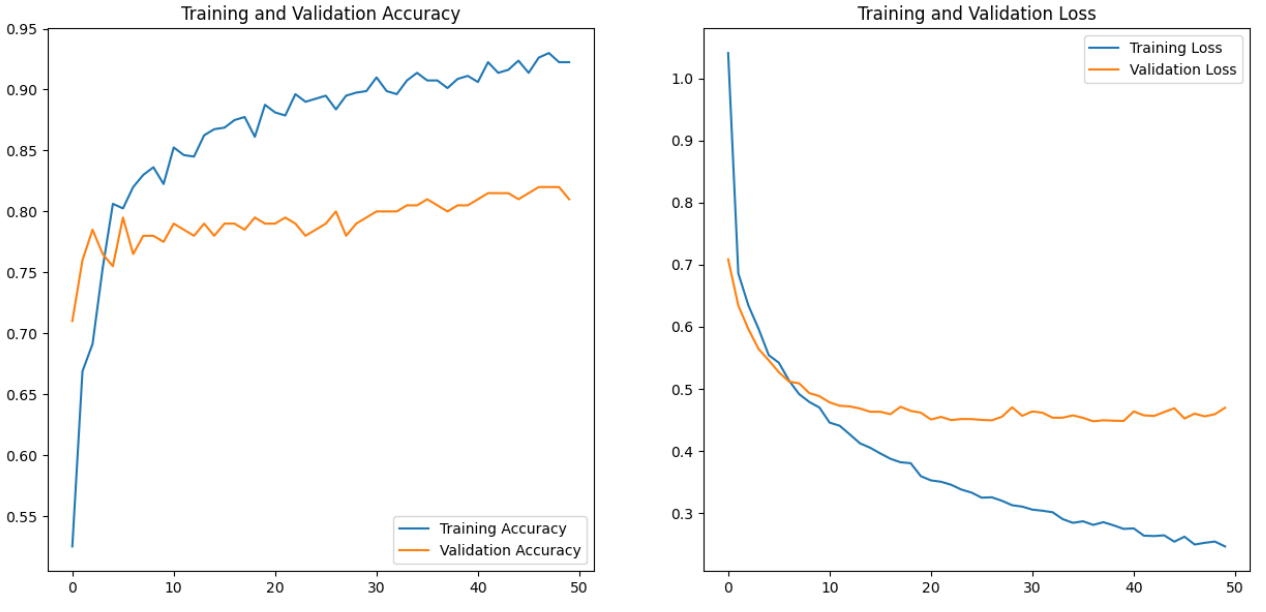 Training and Validation Accuracy
0.95
0.90
0.85
0.80
0.75
0.70
0.65
0.60
0.55
Training Accuracy
Validation Accuracy
0 10 20 30 40 50
Training and Validation Loss
Training Loss
Validation Loss
1.0
0.9
0.8
0.7
0.6
0.5
0.4
0.3
0 10 20 30 40 50